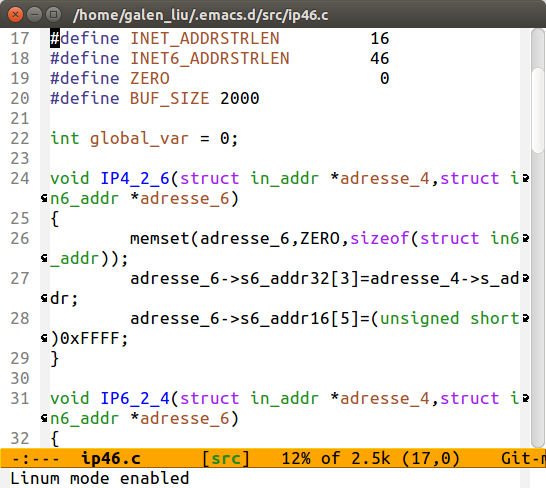 /home/galen_liu/.emacs.d/src/ip46.c
17 #define INET_ADDRSTRLEN 16
18 #define INET6_ADDRSTRLEN 46
19 #define ZERO 0
20 #define BUF_SIZE 2000
21
22 int global_var = 0;
23
24 void IP4_2_6(struct in_addr *adresse_4,struct i
n6_addr *adresse_6)
25 {
26 memset(adresse_6,ZERO,sizeof(struct in6
_addr));
27 adresse_6->s6_addr32[3]=adresse_4->s_ad
dr;
28 adresse_6->s6_addr16[5]=(unsigned short
)0xFFFF;
29 }
30
31 void IP6_2_4(struct in_addr *adresse_4,struct i
n6_addr *adresse_6)
32 {
-:--- ip46.c [src] 12% of 2.5k (17,0) Git-m
Linum mode enabled